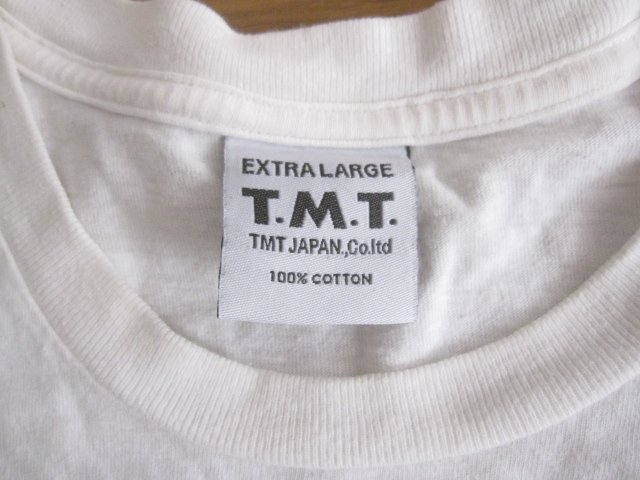 EXTRA LARGE
T.M.T.
TMT JAPAN.,Co.ltd
100% COTTON